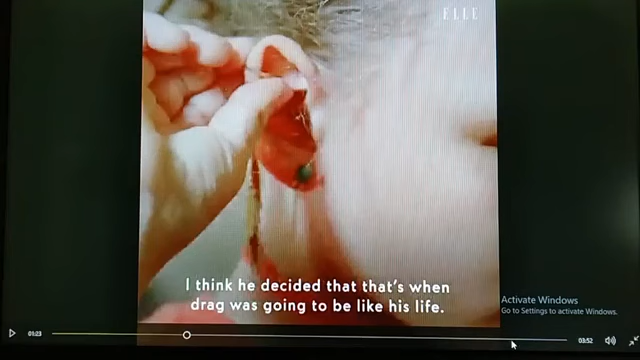 ELLE
I think he decided that that's when
drag was going to be like his life.
Activate Windows
Go to Settings to activate Windows.
01:23
03:52